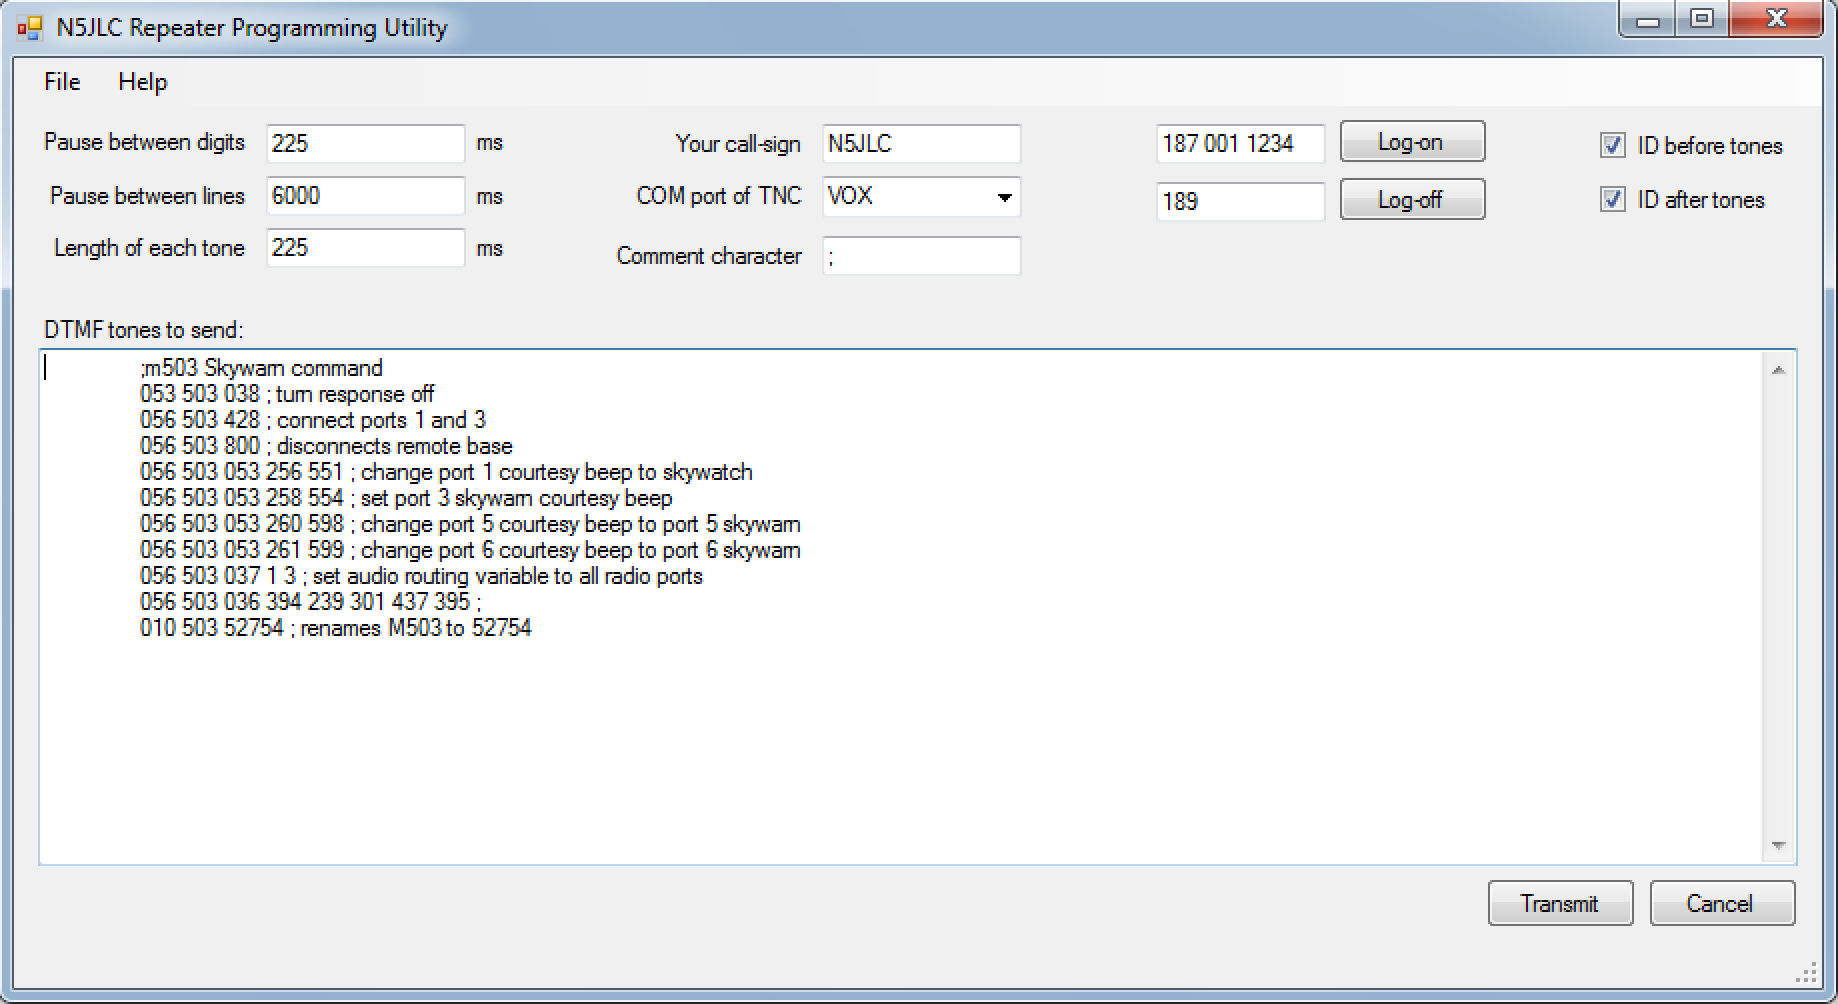 N5JLC Repeater Programming Utility
File Help
Pause between digits 225 ms Your call-sign N5JLC 187 001 1234 Log-on ID before tones
Pause between lines 6000 ms COM port of TNC VOX 189 Log-off ID after tones
Length of each tone 225 ms Comment character ;
DTMF tones to send:
;m503 Skywarn command
053 503 038 ; turn response off
056 503 428 ; connect ports 1 and 3
056 503 800 ; disconnects remote base
056 503 053 256 551 ; change port 1 courtesy beep to skywatch
056 503 053 258 554 ; set port 3 skywarn courtesy beep
056 503 053 260 598 ; change port 5 courtesy beep to port 5 skywarn
056 503 053 261 599 ; change port 6 courtesy beep to port 6 skywarn
056 503 037 1 3 ; set audio routing variable to all radio ports
056 503 036 394 239 301 437 395 ;
010 503 52754 ; renames M503 to 52754
Transmit Cancel